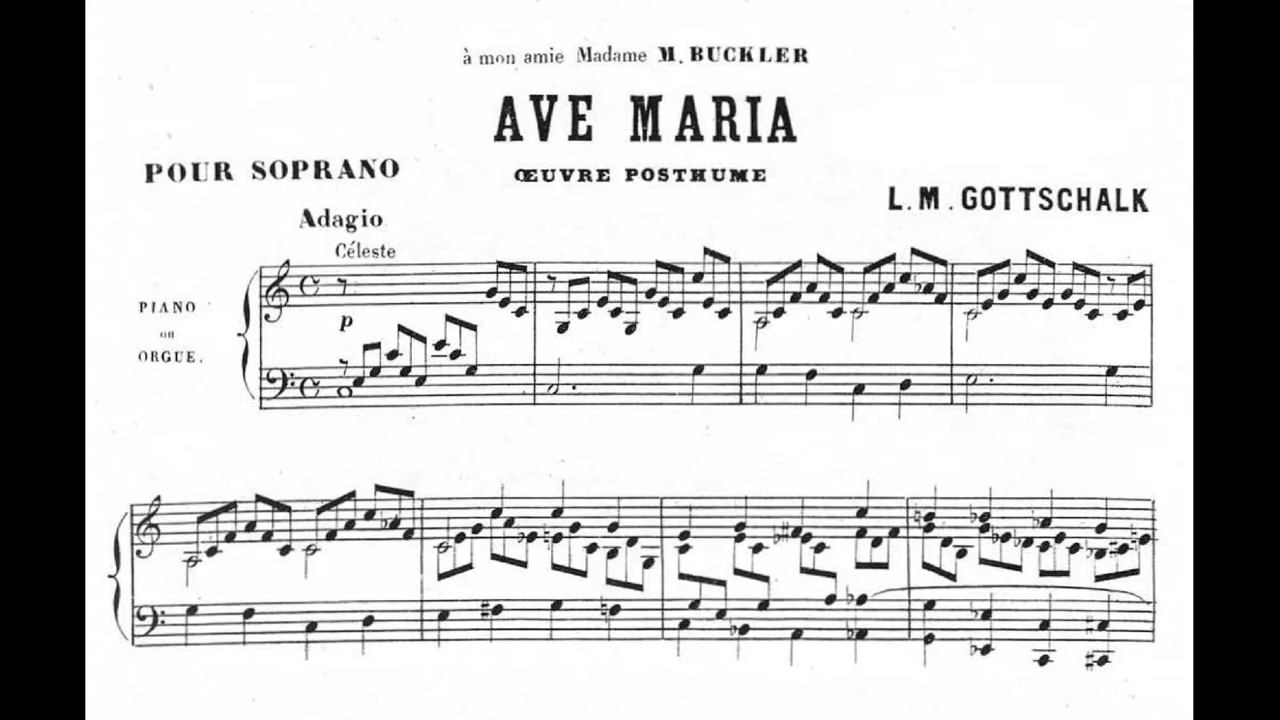 à mon amie Madame M. BUCKLER
AVE MARIA
POUR SOPRANO
ŒUVRE POSTHUME
L. M. GOTTSCHALK
Adagio
Céleste
PIANO
ou
ORGUE.
p